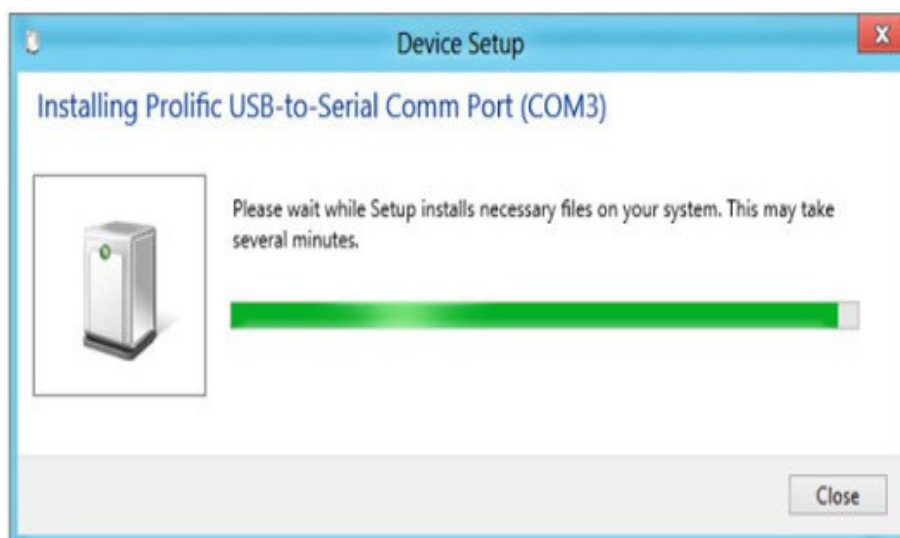 Device Setup
X
Installing Prolific USB-to-Serial Comm Port (COM3)
Please wait while Setup installs necessary files on your system. This may take
several minutes.
Close